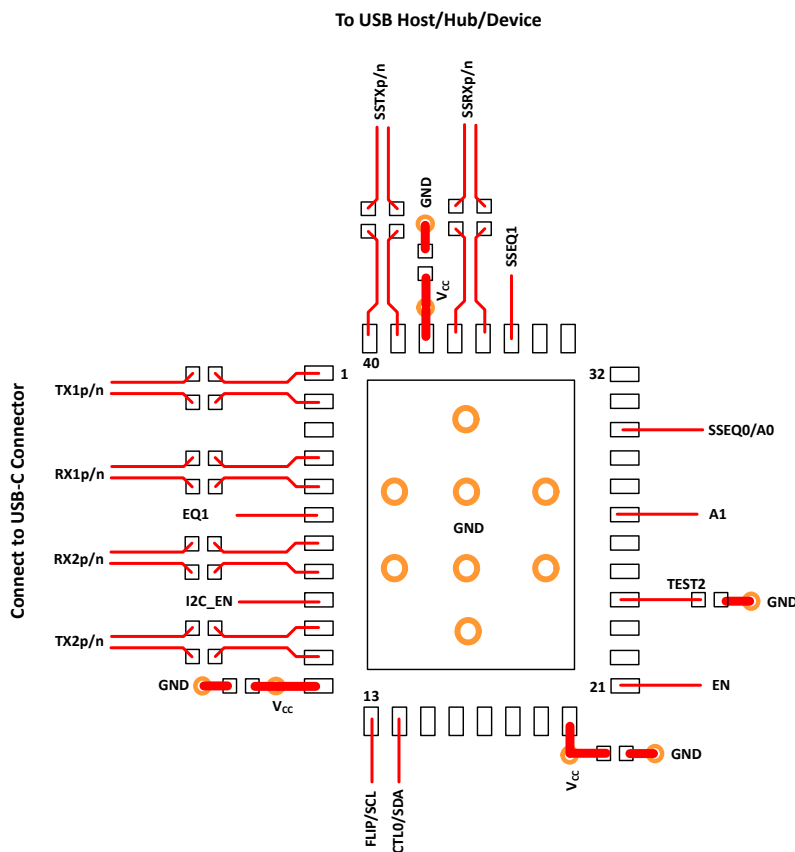 To USB Host/Hub/Device
SSTXp/n
SSRXp/n
GND
SSEQ1
VCC
40
1
32
TX1p/n
SSEQ0/A0
RX1p/n
EQ1
A1
GND
Connect to USB-C Connector
RX2p/n
TEST2
I2C_EN
GND
TX2p/n
GND
13
21
EN
VCC
GND
VCC
FLIP/SCL
CTL0/SDA